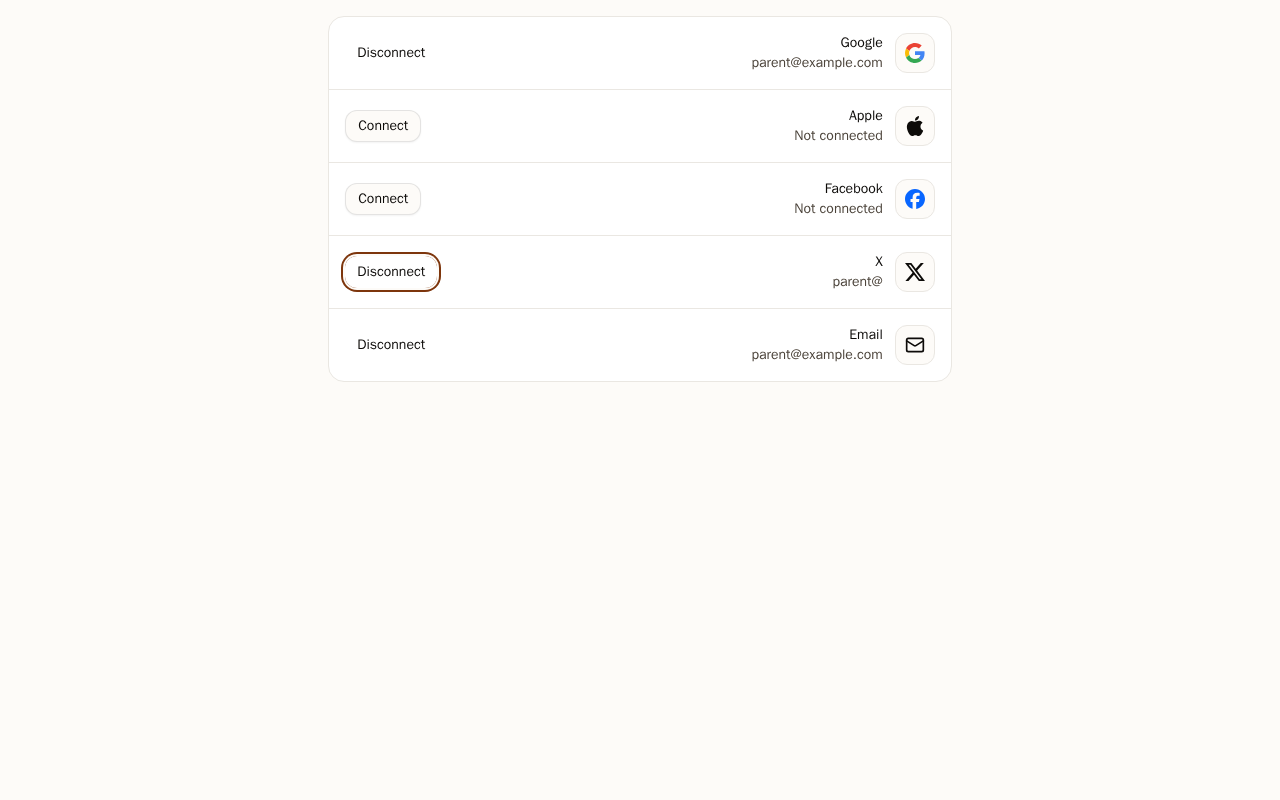 Google
parent@example.com
Disconnect
Apple
Not connected
Connect
Facebook
Not connected
Connect
X
parent@
Disconnect
Email
parent@example.com
Disconnect